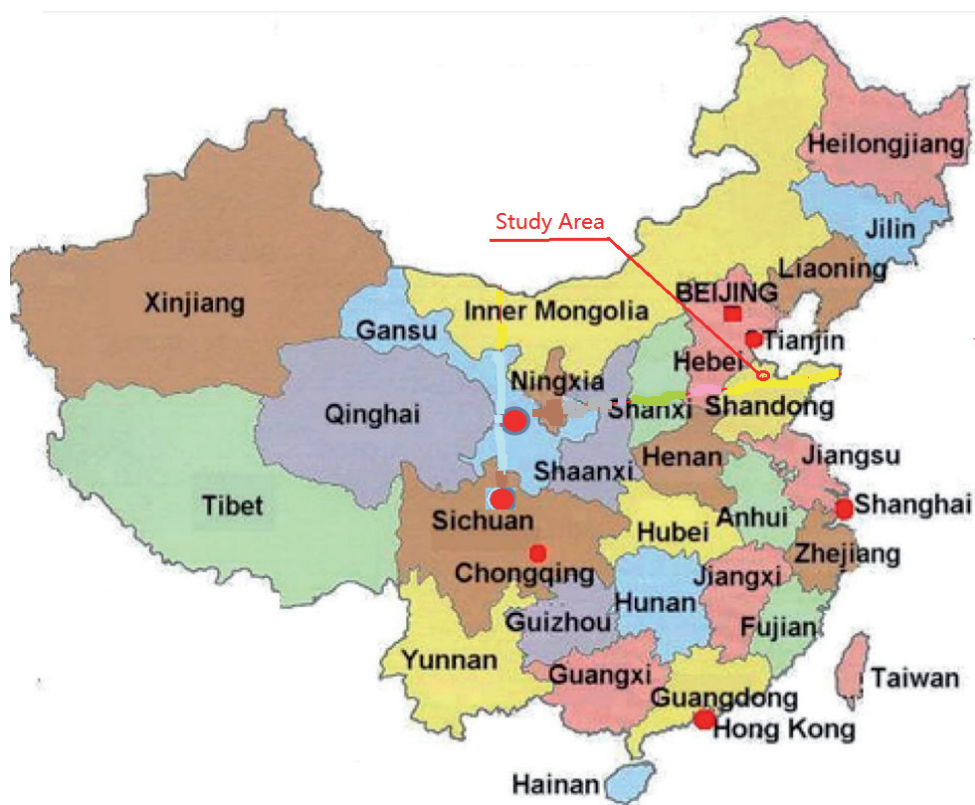 Heilongjiang
Study Area
Jilin
Liaoning
Xinjiang
BEIJING
Inner Mongolia
Gansu
Tianjin
Hebei
Ningxia
Qinghai
Shanxi
Shandong
Jiangsu
Henan
Shaanxi
Tibet
Shanghai
Anhui
Sichuan
Hubei
Zhejiang
Chongqing
Jiangxi
Hunan
Guizhou
Fujian
Yunnan
Guangxi
Taiwan
Guangdong
Hong Kong
Hainan